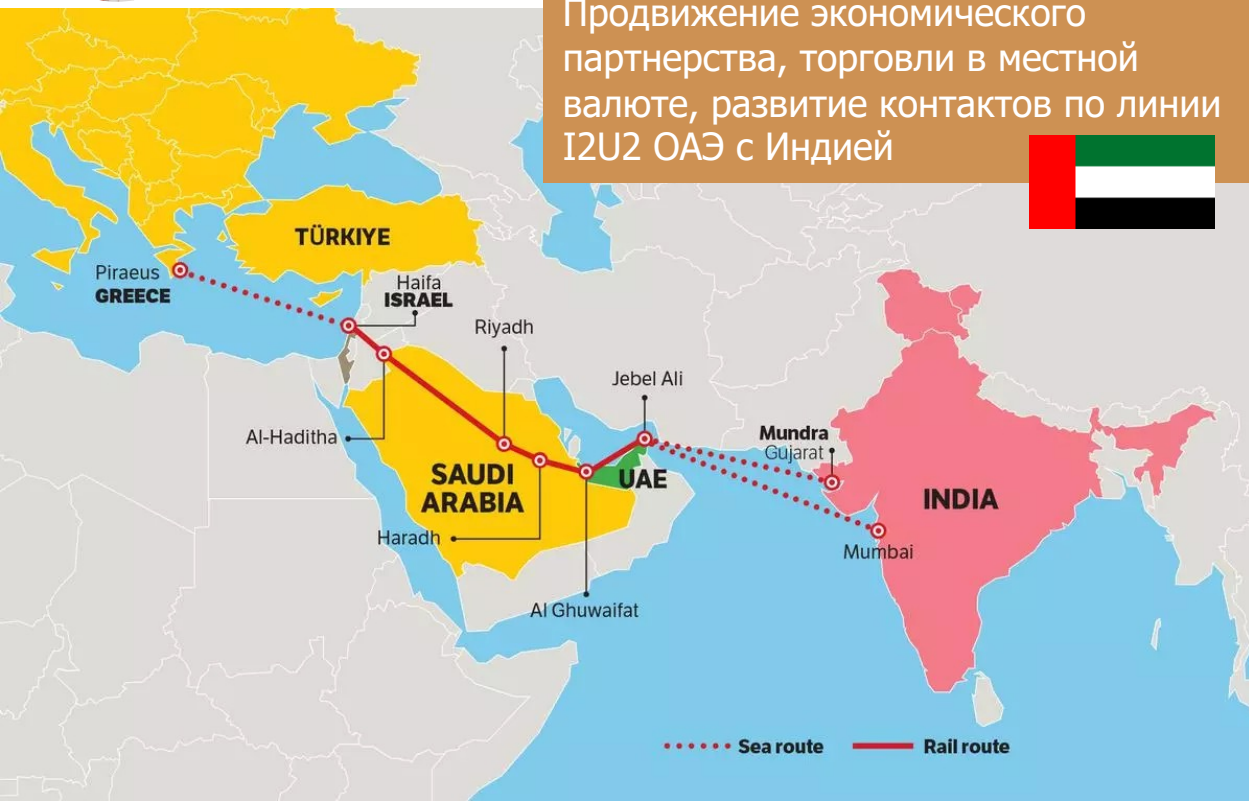 Продвижение экономического
партнерства, торговли в местной
валюте, развитие контактов по линии
I2U2 ОАЭ с Индией
TÜRKIYE
Piraeus
GREECE
Haifa
ISRAEL
Riyadh
Jebel Ali
Al-Haditha
Mundra
Gujarat
SAUDI
ARABIA
UAE
INDIA
Haradh
Mumbai
Al Ghuwaifat
Sea route
Rail route